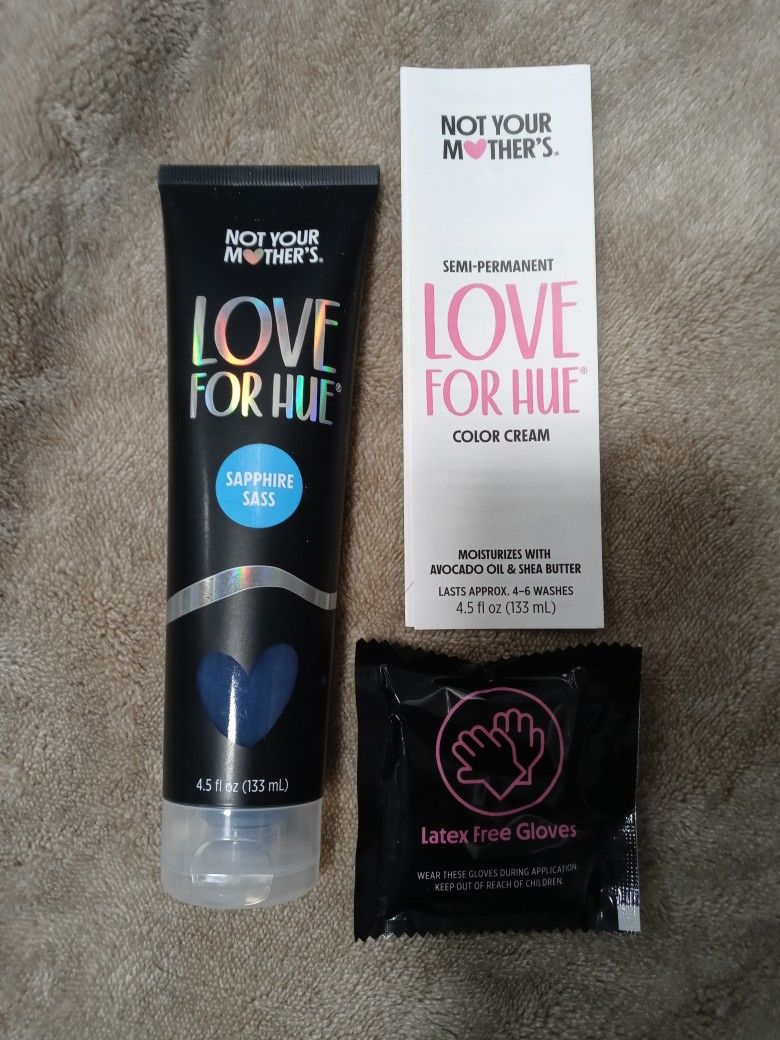 NOT YOUR
MOTHER'S®
LOVE
FOR HUE®
SAPPHIRE
SASS
4.5 fl oz (133 mL)
NOT YOUR
MOTHER'S®
SEMI-PERMANENT
LOVE
FOR HUE®
COLOR CREAM
MOISTURIZES WITH
AVOCADO OIL & SHEA BUTTER
LASTS APPROX. 4–6 WASHES
4.5 fl oz (133 mL)
Latex Free Gloves
WEAR THESE GLOVES DURING APPLICATION.
KEEP OUT OF REACH OF CHILDREN.